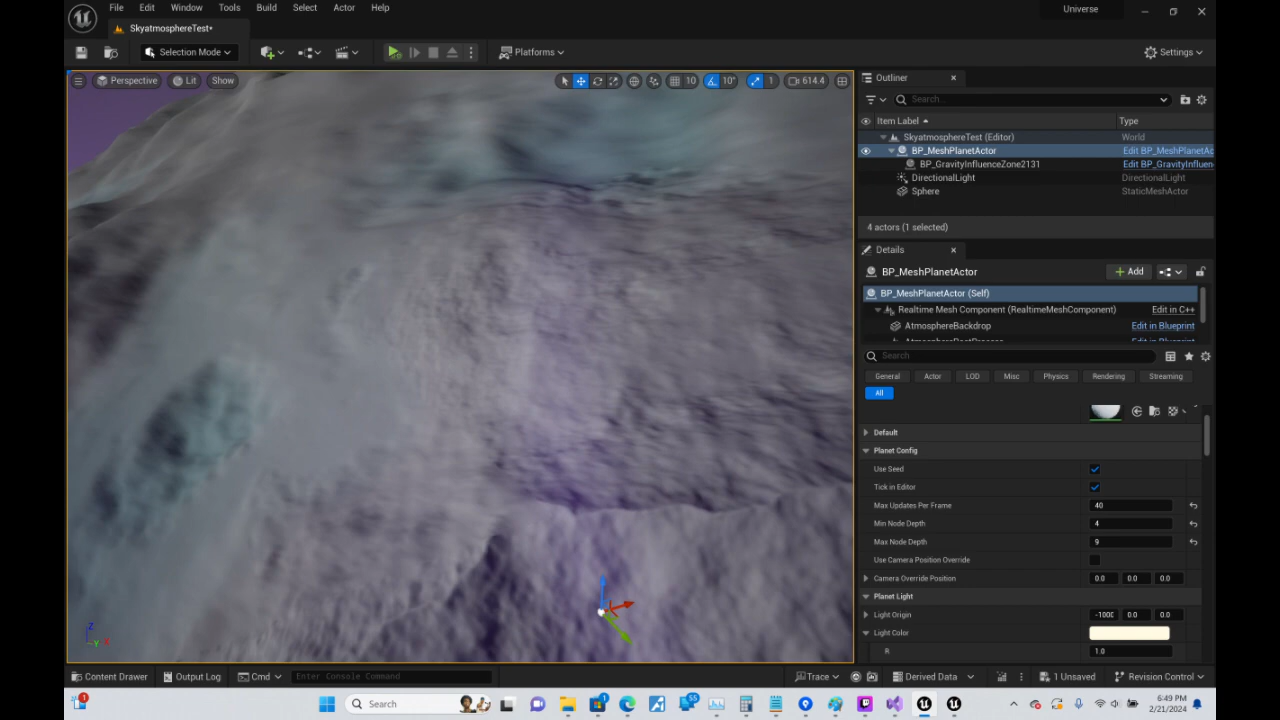 File Edit Window Tools Build Select Actor Help
Universe
SkyatmosphereTest*
Selection Mode
Platforms
Settings
Perspective Lit Show
10 10° 1 614.4
Outliner
Search...
Item Label Type
SkyatmosphereTest (Editor) World
BP_MeshPlanetActor Edit BP_MeshPlanetAc
BP_GravityInfluenceZone2131 Edit BP_GravityInfluen
DirectionalLight DirectionalLight
Sphere StaticMeshActor
4 actors (1 selected)
Details
BP_MeshPlanetActor
Add
BP_MeshPlanetActor (Self)
Realtime Mesh Component (RealtimeMeshComponent) Edit in C++
AtmosphereBackdrop Edit in Blueprint
Search
General Actor LOD Misc Physics Rendering Streaming
All
Default
Planet Config
Use Seed
Tick in Editor
Max Updates Per Frame 40
Min Node Depth 4
Max Node Depth 9
Use Camera Position Override
Camera Override Position 0.0 0.0 0.0
Planet Light
Light Origin -100 0.0 0.0
Light Color
R 1.0
Z
Y X
Content Drawer Output Log Cmd Enter Console Command
Trace Derived Data 1 Unsaved Revision Control
1 Search 1 55
6:49 PM
2/21/2024